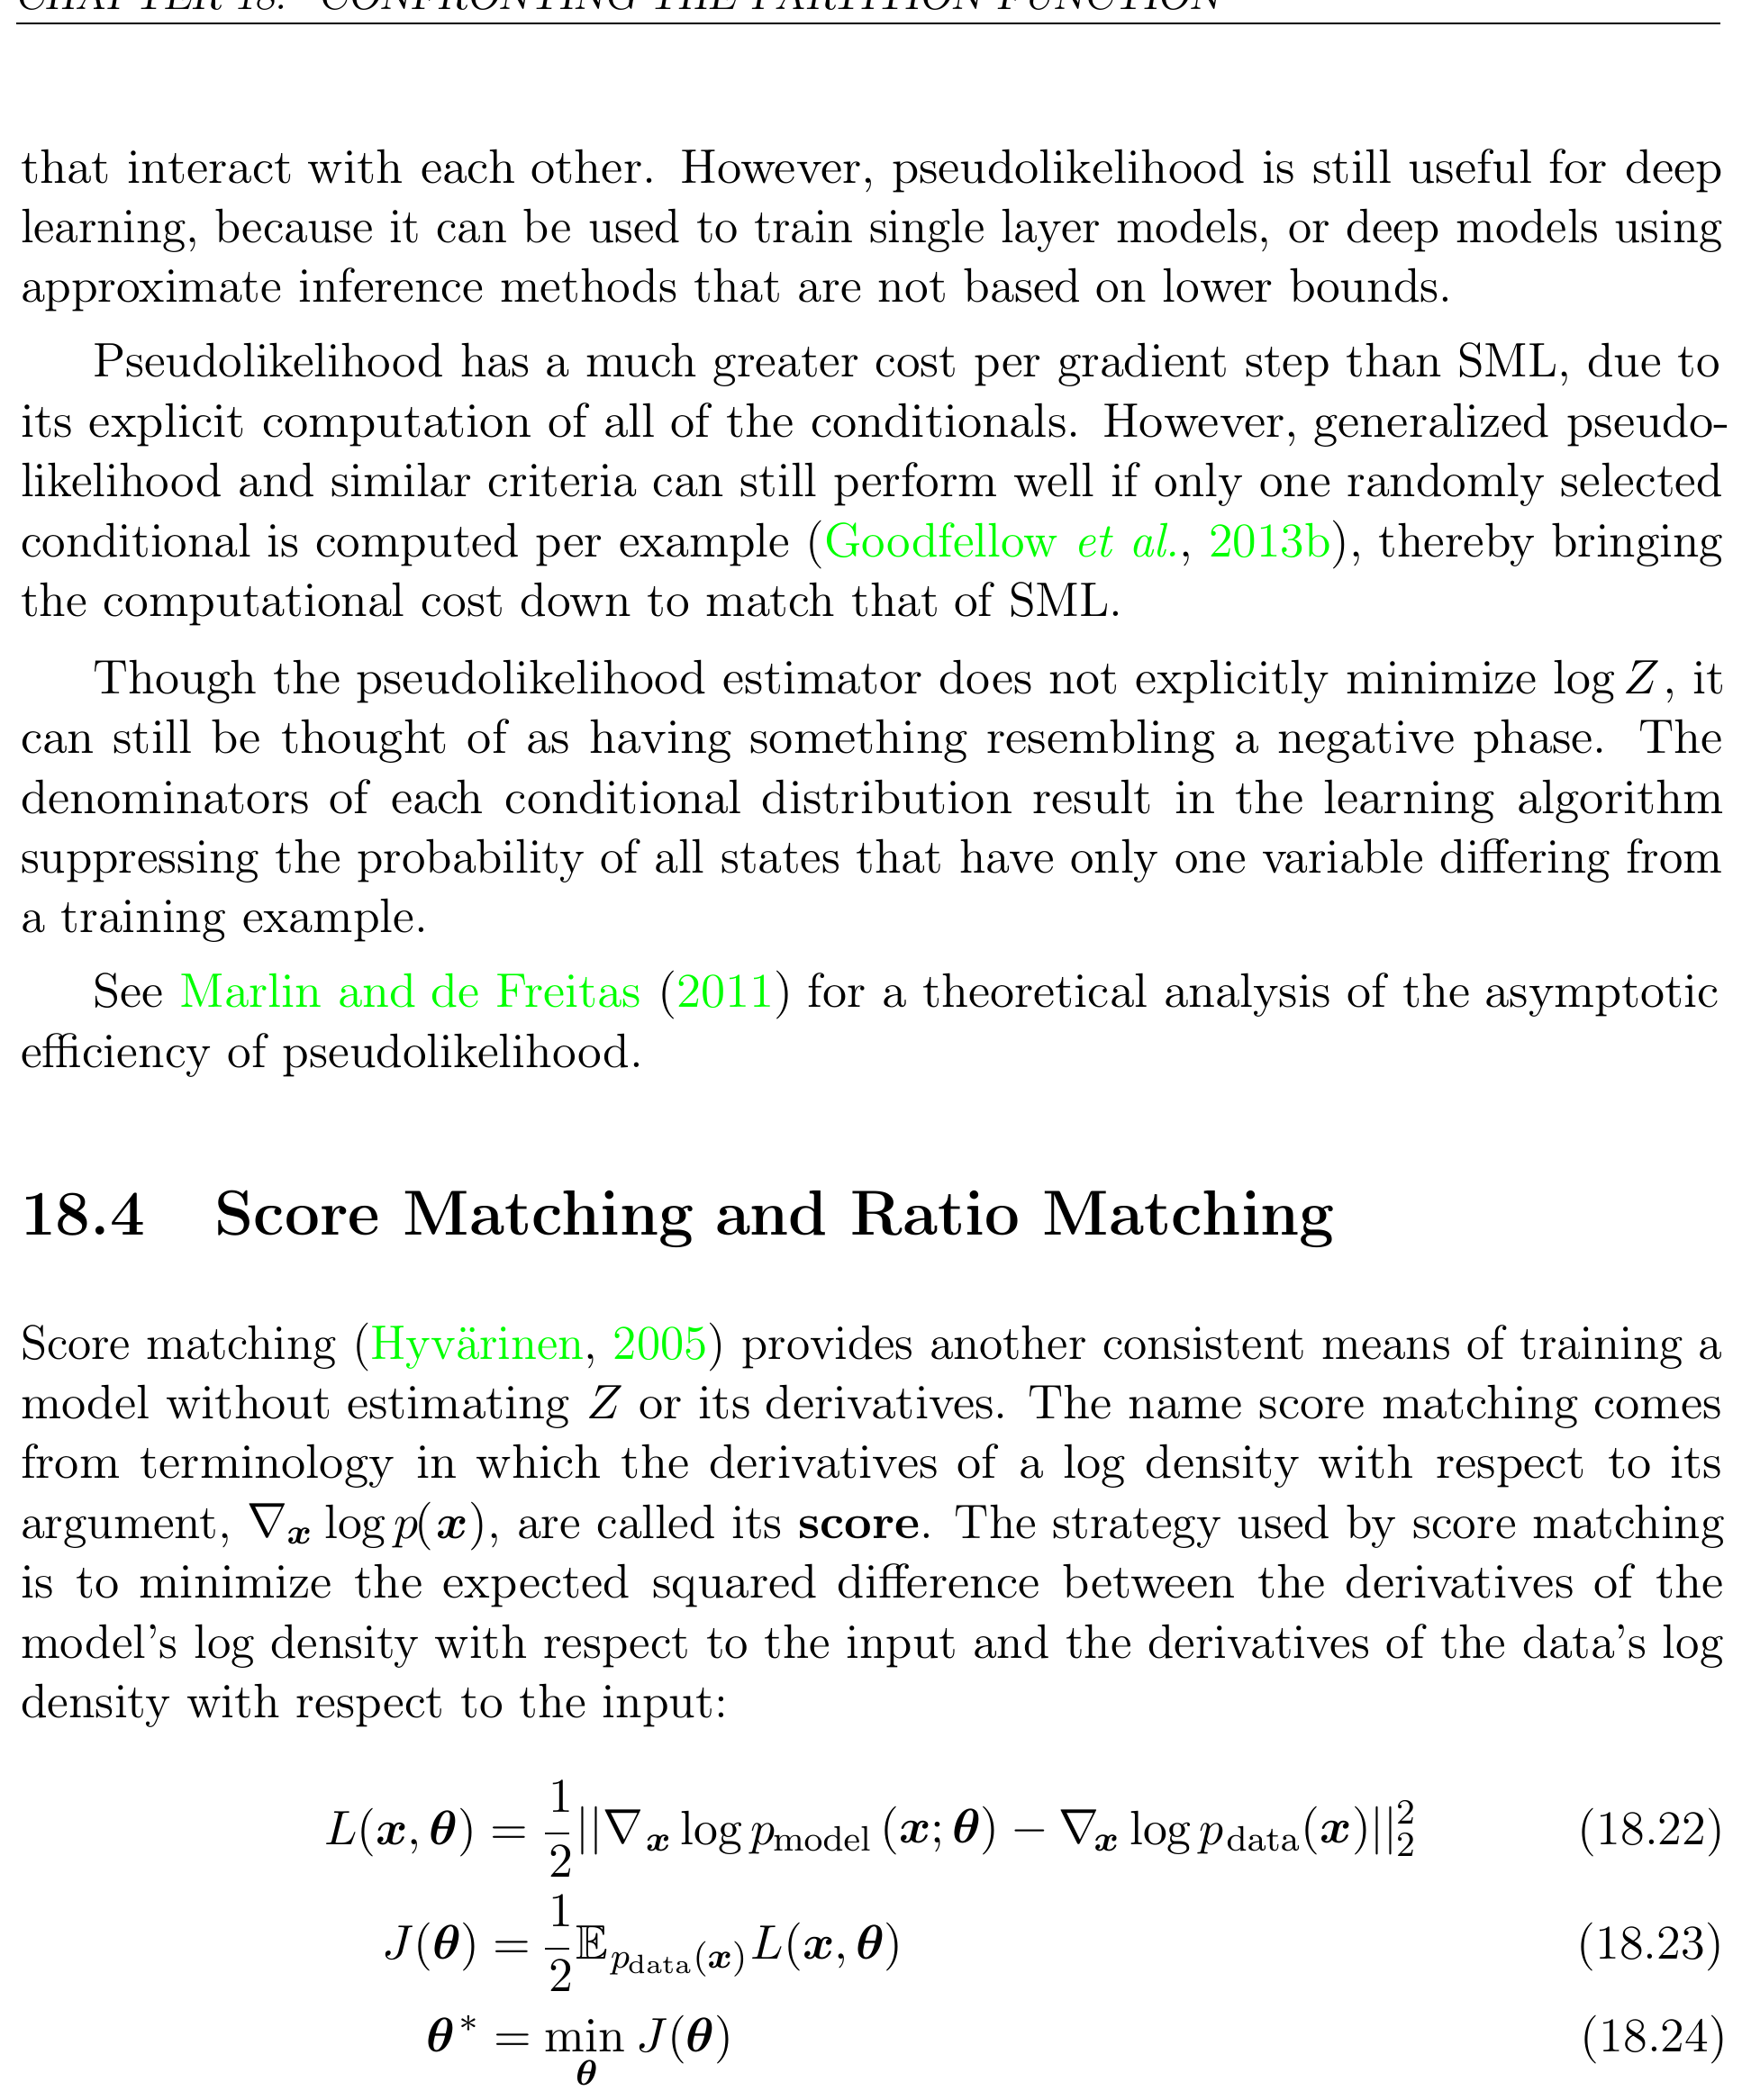 CHAPTER 18. CONFRONTING THE PARTITION FUNCTION
that interact with each other. However, pseudolikelihood is still useful for deep
learning, because it can be used to train single layer models, or deep models using
approximate inference methods that are not based on lower bounds.
Pseudolikelihood has a much greater cost per gradient step than SML, due to
its explicit computation of all of the conditionals. However, generalized pseudo-
likelihood and similar criteria can still perform well if only one randomly selected
conditional is computed per example (Goodfellow et al., 2013b), thereby bringing
the computational cost down to match that of SML.
Though the pseudolikelihood estimator does not explicitly minimize log Z, it
can still be thought of as having something resembling a negative phase. The
denominators of each conditional distribution result in the learning algorithm
suppressing the probability of all states that have only one variable differing from
a training example.
See Marlin and de Freitas (2011) for a theoretical analysis of the asymptotic
efficiency of pseudolikelihood.
18.4 Score Matching and Ratio Matching
Score matching (Hyvärinen, 2005) provides another consistent means of training a
model without estimating Z or its derivatives. The name score matching comes
from terminology in which the derivatives of a log density with respect to its
argument, ∇x log p(x), are called its score. The strategy used by score matching
is to minimize the expected squared difference between the derivatives of the
model's log density with respect to the input and the derivatives of the data's log
density with respect to the input:
L(x, θ) = 1/2 ||∇x log pmodel(x; θ) − ∇x log pdata(x)||₂² (18.22)
J(θ) = 1/2 𝔼pdata(x) L(x, θ) (18.23)
θ* = min θ J(θ) (18.24)